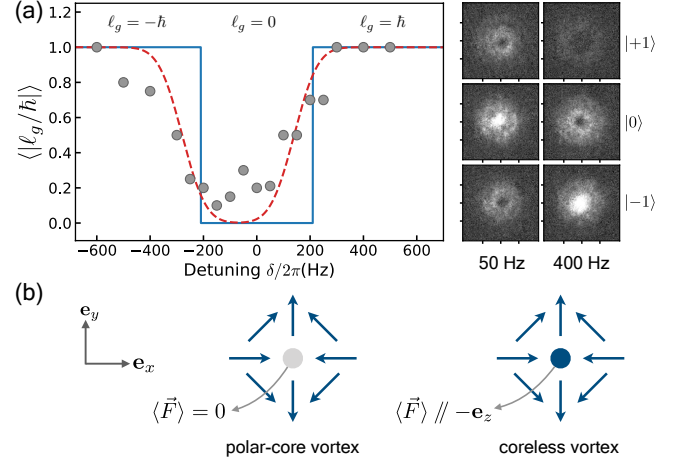 (a)
ℓ_g = −ħ ℓ_g = 0 ℓ_g = ħ
1.0
0.8
0.6
0.4
0.2
0.0
⟨|ℓ_g/ħ|⟩
−600 −400 −200 0 200 400 600
Detuning δ/2π(Hz)
|+1⟩
|0⟩
|−1⟩
50 Hz 400 Hz
(b)
e_y
e_x
⟨F⃗⟩ = 0
polar-core vortex
⟨F⃗⟩ // −e_z
coreless vortex